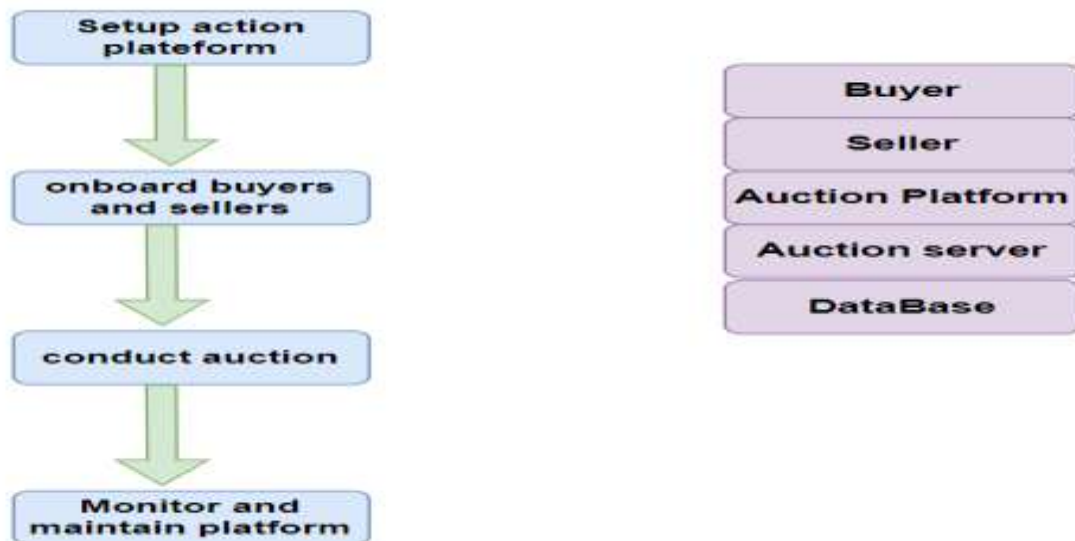 Setup action
plateform
onboard buyers
and sellers
conduct auction
Monitor and
maintain platform
Buyer
Seller
Auction Platform
Auction server
DataBase